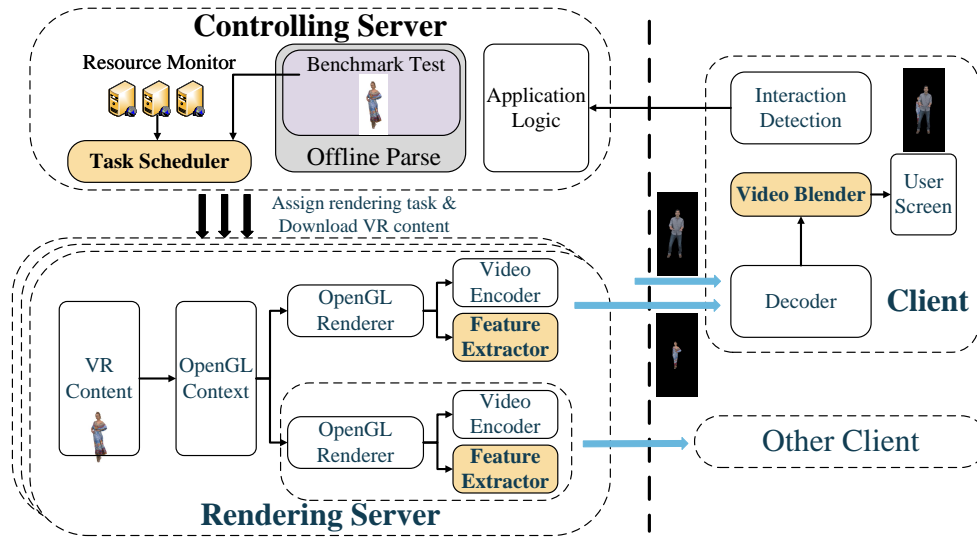 Controlling Server
Resource Monitor
Benchmark Test
Offline Parse
Task Scheduler
Application
Logic
Interaction
Detection
Video Blender
User
Screen
Decoder
Client
Assign rendering task &
Download VR content
VR
Content
OpenGL
Context
OpenGL
Renderer
Video
Encoder
Feature
Extractor
OpenGL
Renderer
Video
Encoder
Feature
Extractor
Rendering Server
Other Client